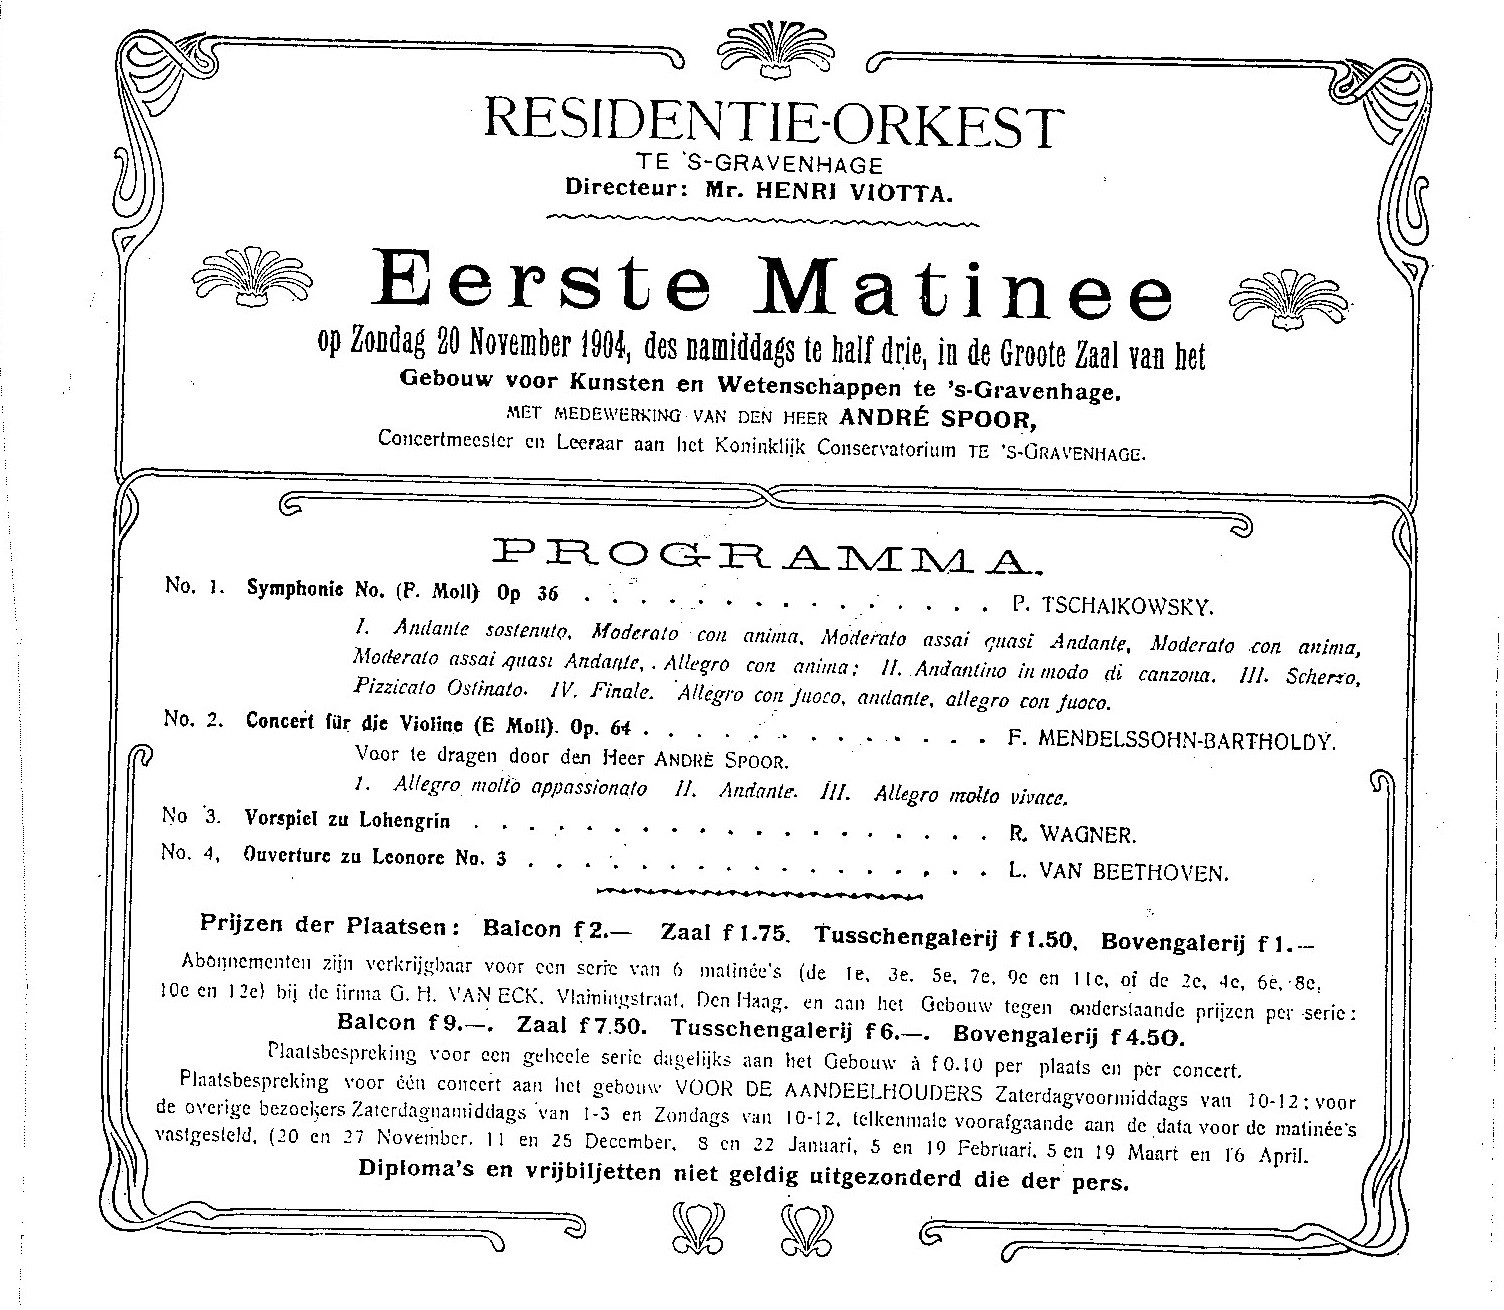 RESIDENTIE-ORKEST
TE 'S-GRAVENHAGE
Directeur: Mr. HENRI VIOTTA.
Eerste Matinee
op Zondag 20 November 1904, des namiddags te half drie, in de Groote Zaal van het
Gebouw voor Kunsten en Wetenschappen te 's-Gravenhage.
MET MEDEWERKING VAN DEN HEER ANDRÉ SPOOR,
Concertmeester en Leeraar aan het Koninklijk Conservatorium TE 'S-GRAVENHAGE.
PROGRAMMA.
No. 1. Symphonie No. (F. Moll) Op 36 . . . . . . . . . . . . . . . P. TSCHAIKOWSKY.
I. Andante sostenuto, Moderato con anima, Moderato assai quasi Andante, Moderato con anima,
Moderato assai quasi Andante, . Allegro con anima; II. Andantino in modo di canzona. III. Scherzo,
Pizzicato Ostinato. IV. Finale. Allegro con fuoco, andante, allegro con fuoco.
No. 2. Concert für die Violine (E Moll). Op. 64 . . . . . . . . . . . . . F. MENDELSSOHN-BARTHOLDY.
Voor te dragen door den Heer ANDRÉ SPOOR.
I. Allegro molto appassionato II. Andante. III. Allegro molto vivace.
No 3. Vorspiel zu Lohengrin . . . . . . . . . . . . . . . . . . . R. WAGNER.
No. 4, Ouverture zu Leonore No. 3 . . . . . . . . . . . . . . . . . L. VAN BEETHOVEN.
Prijzen der Plaatsen: Balcon f 2.— Zaal f 1.75. Tusschengalerij f 1.50. Bovengalerij f 1.—
Abonnementen zijn verkrijgbaar voor een serie van 6 matinée's (de 1e, 3e, 5e, 7e, 9e en 11e, of de 2e, 4e, 6e, 8e,
10e en 12e) bij de firma G. H. VAN ECK, Vlamingstraat, Den Haag, en aan het Gebouw tegen onderstaande prijzen per serie:
Balcon f 9.—. Zaal f 7.50. Tusschengalerij f 6.—. Bovengalerij f 4.50.
Plaatsbespreking voor een geheele serie dagelijks aan het Gebouw à f 0.10 per plaats en per concert.
Plaatsbespreking voor één concert aan het gebouw VOOR DE AANDEELHOUDERS Zaterdagvoormiddags van 10-12; voor
de overige bezoekers Zaterdagnamiddags van 1-3 en Zondags van 10-12, telkenmale voorafgaande aan de data voor de matinée's
vastgesteld, (20 en 27 November, 11 en 25 December, 8 en 22 Januari, 5 en 19 Februari, 5 en 19 Maart en 16 April.
Diploma's en vrijbiljetten niet geldig uitgezonderd die der pers.